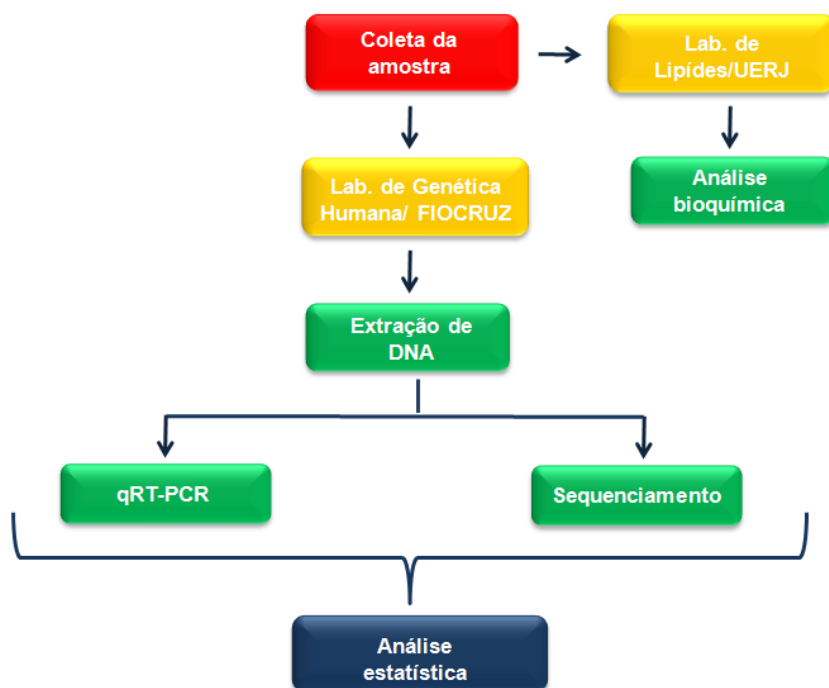 Coleta da
amostra
Lab. de
Lipídes/UERJ
Lab. de Genética
Humana/ FIOCRUZ
Análise
bioquímica
Extração de
DNA
qRT-PCR
Sequenciamento
Análise
estatística